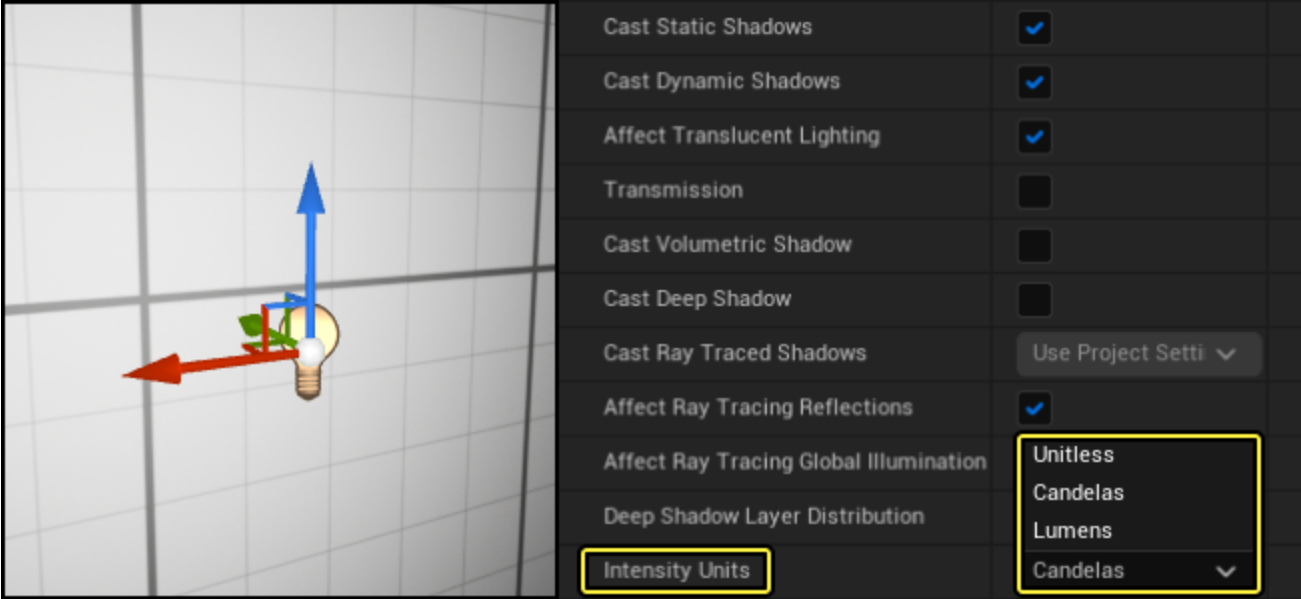 Cast Static Shadows
Cast Dynamic Shadows
Affect Translucent Lighting
Transmission
Cast Volumetric Shadow
Cast Deep Shadow
Cast Ray Traced Shadows Use Project Setti
Affect Ray Tracing Reflections
Affect Ray Tracing Global Illumination Unitless
Candelas
Deep Shadow Layer Distribution Lumens
Intensity Units Candelas